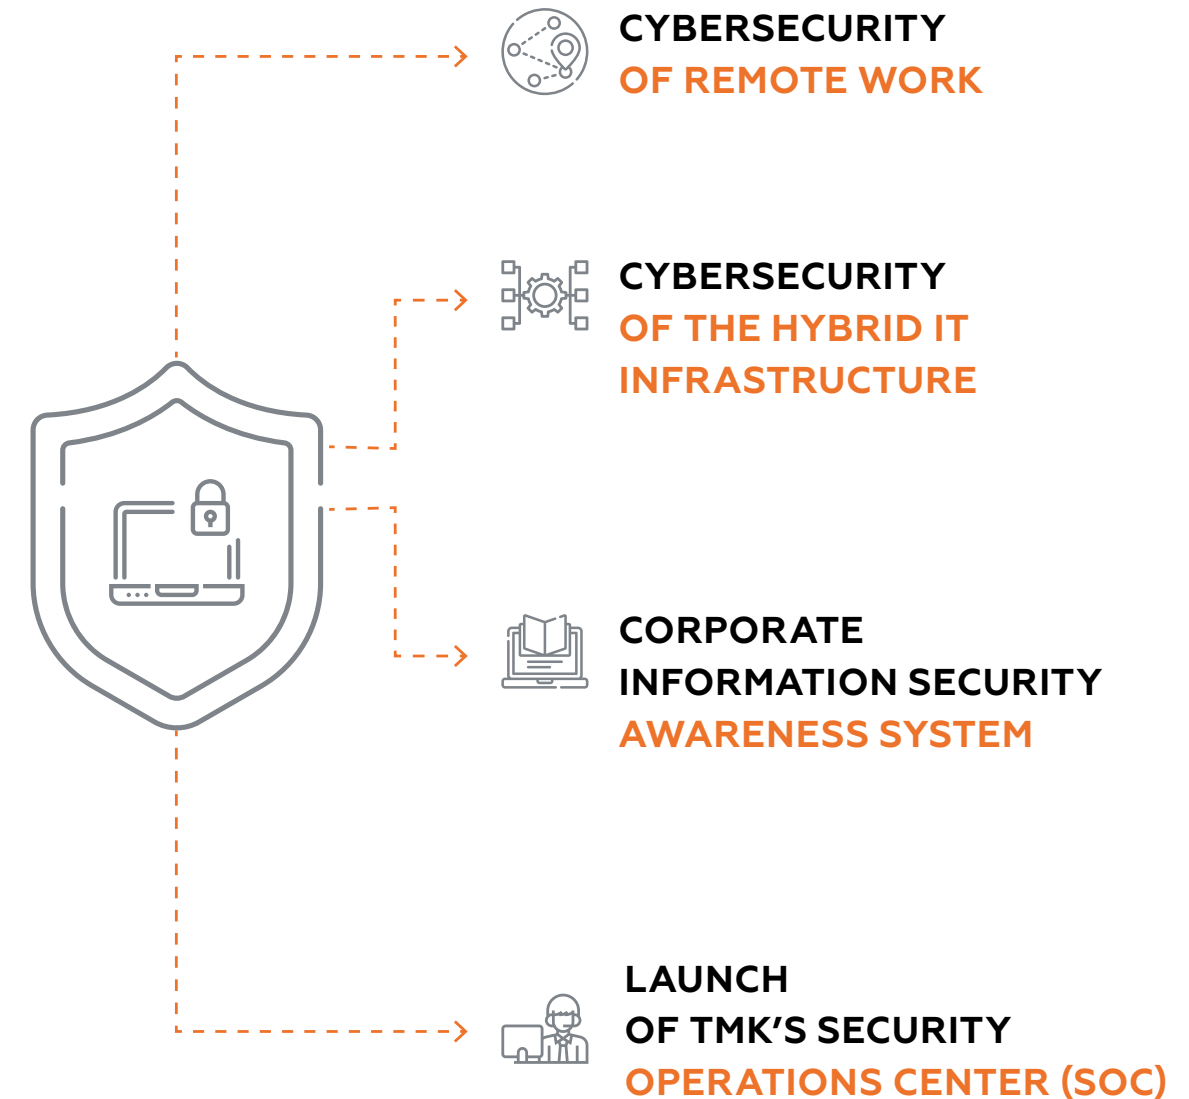 CYBERSECURITY
OF REMOTE WORK
CYBERSECURITY
OF THE HYBRID IT
INFRASTRUCTURE
CORPORATE
INFORMATION SECURITY
AWARENESS SYSTEM
LAUNCH
OF TMK’S SECURITY
OPERATIONS CENTER (SOC)